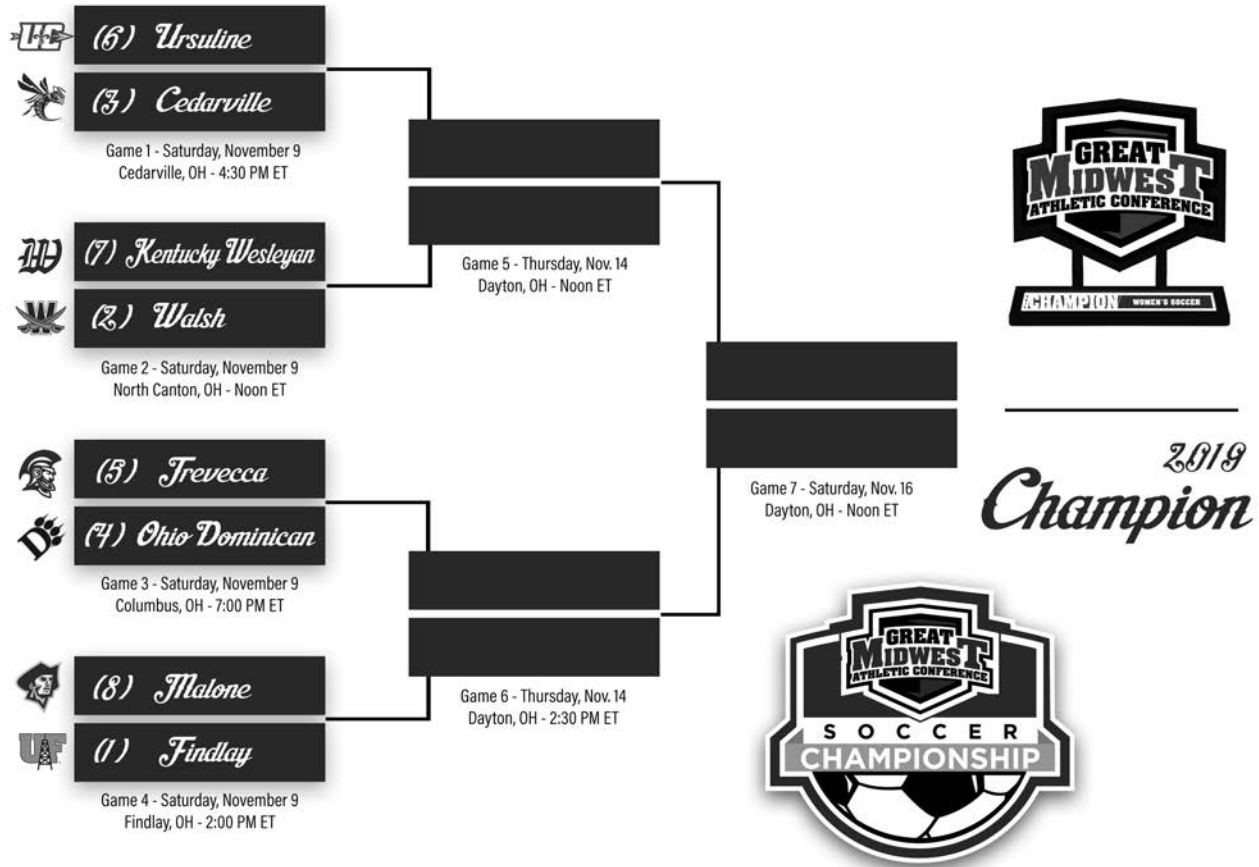 UC
(6) Ursuline
(3) Cedarville
Game 1 - Saturday, November 9
Cedarville, OH - 4:30 PM ET
W
(7) Kentucky Wesleyan
W
(2) Walsh
Game 2 - Saturday, November 9
North Canton, OH - Noon ET
(5) Trevecca
D
(4) Ohio Dominican
Game 3 - Saturday, November 9
Columbus, OH - 7:00 PM ET
(8) Malone
UF
(1) Findlay
Game 4 - Saturday, November 9
Findlay, OH - 2:00 PM ET
Game 5 - Thursday, Nov. 14
Dayton, OH - Noon ET
Game 6 - Thursday, Nov. 14
Dayton, OH - 2:30 PM ET
Game 7 - Saturday, Nov. 16
Dayton, OH - Noon ET
GREAT
MIDWEST
ATHLETIC CONFERENCE
CHAMPION WOMEN'S SOCCER
2019
Champion
GREAT
MIDWEST
ATHLETIC CONFERENCE
SOCCER
CHAMPIONSHIP